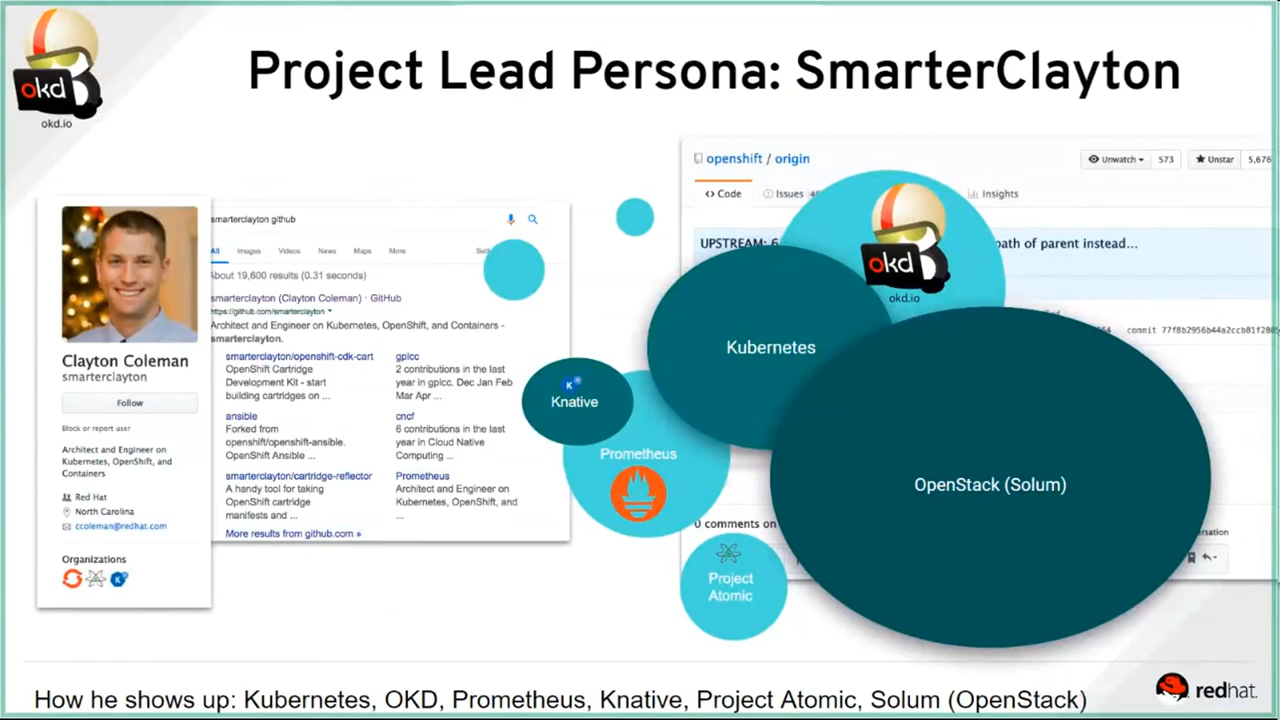 okd
okd.io
Project Lead Persona: SmarterClayton
Clayton Coleman
smarterclayton
Follow
Block or report user
Architect and Engineer on
Kubernetes, OpenShift, and
Containers
Red Hat
North Carolina
ccoleman@redhat.com
Organizations
smarterclayton github
All Images Videos News Maps More
About 19,600 results (0.31 seconds)
smarterclayton (Clayton Coleman) · GitHub
https://github.com/smarterclayton
Architect and Engineer on Kubernetes, OpenShift, and Containers -
smarterclayton.
smarterclayton/openshift-cdk-cart
OpenShift Cartridge
Development Kit - start
building cartridges on ...
gplcc
2 contributions in the last
year in gplcc. Dec Jan Feb
Mar Apr ...
ansible
Forked from
openshift/openshift-ansible.
OpenShift Ansible ...
cncf
6 contributions in the last
year in Cloud Native
Computing ...
smarterclayton/cartridge-reflector
A handy tool for taking
OpenShift cartridge
manifests and ...
Prometheus
Architect and Engineer on
Kubernetes, OpenShift, and
...
More results from github.com »
openshift / origin
Unwatch 573 Unstar 5,676
Code Issues Insights
UPSTREAM: 6 path of parent instead...
commit 77f8b2956b44a2ccb81f280
0 comments on
okd
okd.io
Kubernetes
Knative
Prometheus
OpenStack (Solum)
Project
Atomic
How he shows up: Kubernetes, OKD, Prometheus, Knative, Project Atomic, Solum (OpenStack)
redhat.